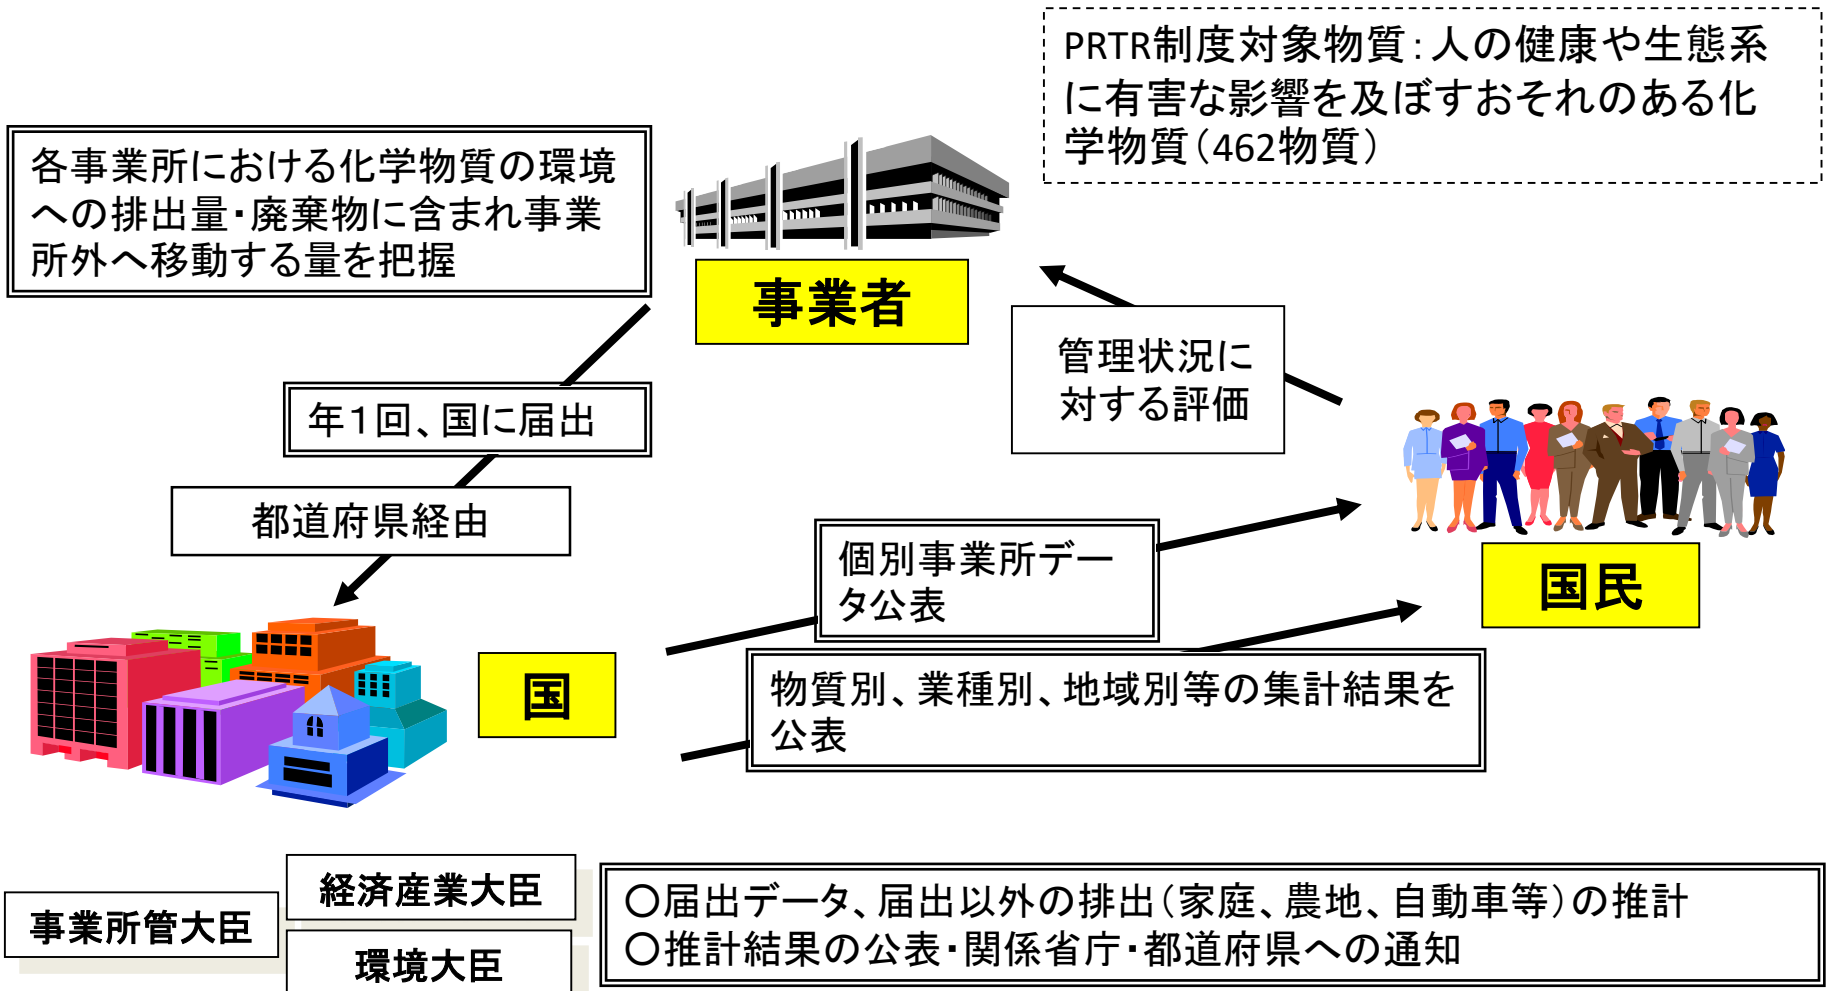 PRTR制度対象物質：人の健康や生態系
に有害な影響を及ぼすおそれのある化
学物質（462物質）
各事業所における化学物質の環境
への排出量・廃棄物に含まれ事業
所外へ移動する量を把握
事業者
管理状況に
対する評価
年１回、国に届出
都道府県経由
個別事業所デー
タ公表
国民
国
物質別、業種別、地域別等の集計結果を
公表
経済産業大臣
事業所管大臣
環境大臣
○届出データ、届出以外の排出（家庭、農地、自動車等）の推計
○推計結果の公表・関係省庁・都道府県への通知